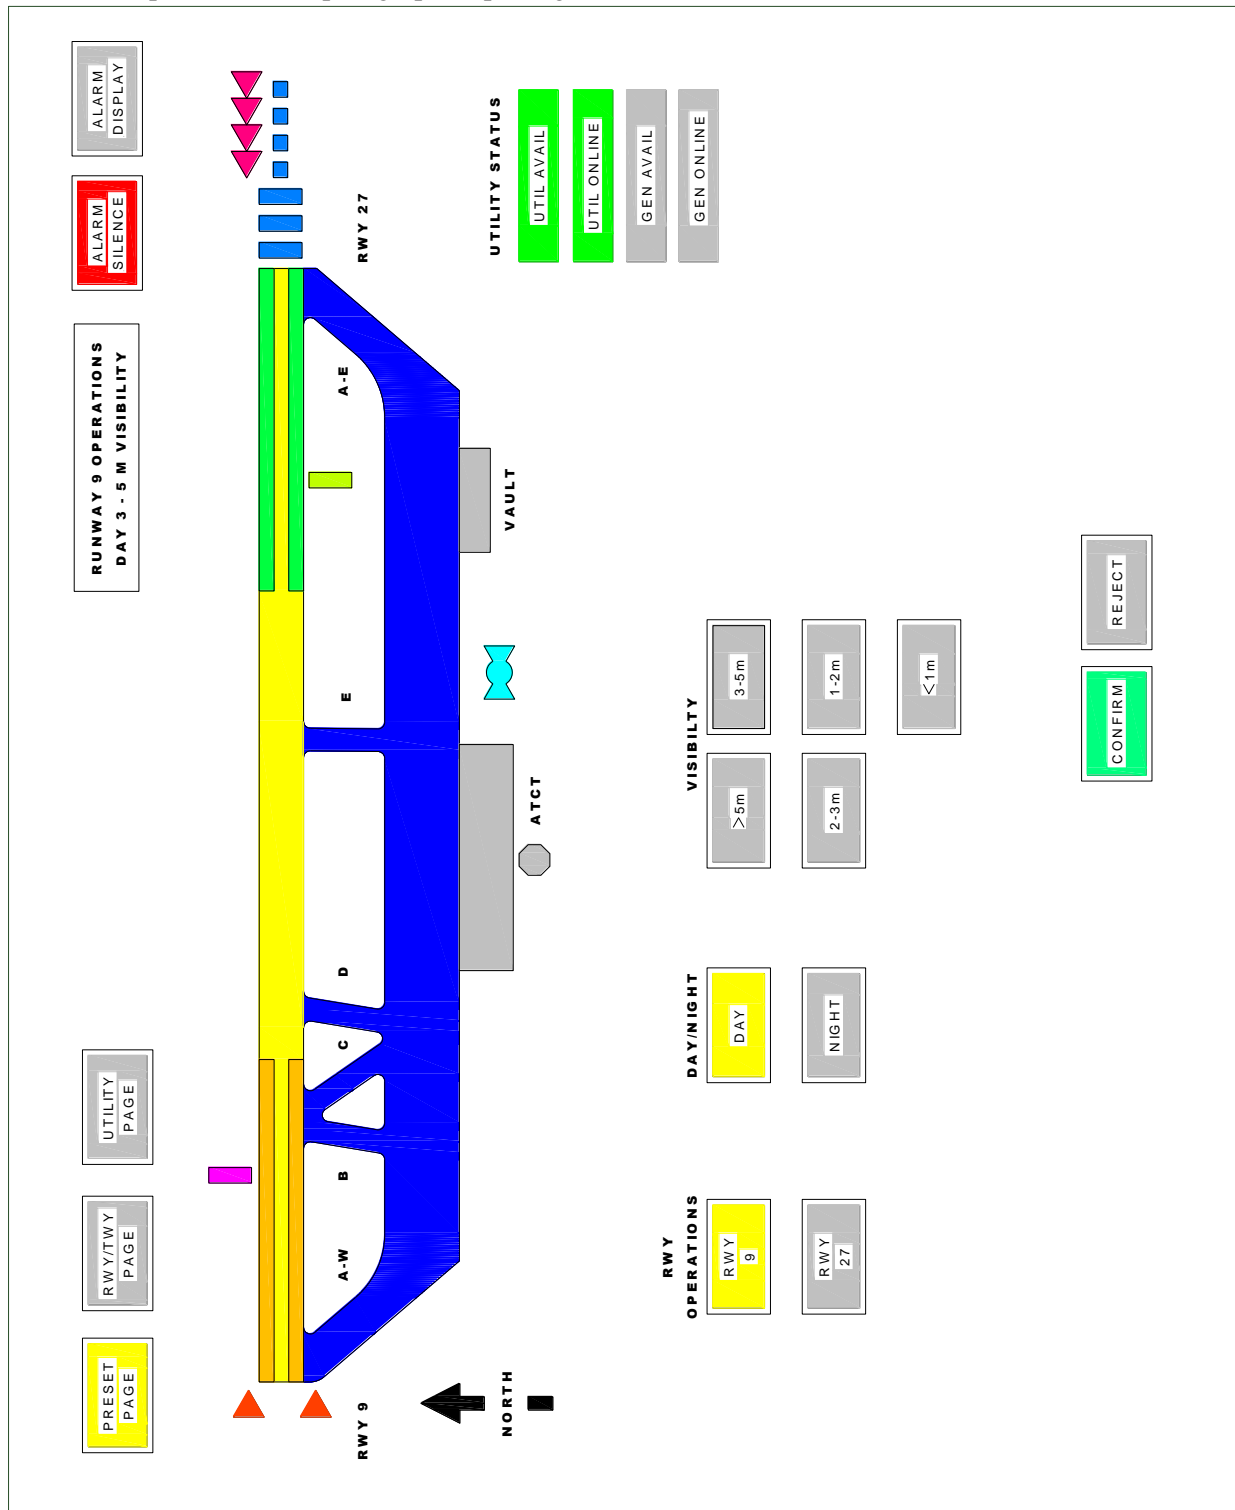 PRESET
PAGE
RWY/TWY
PAGE
UTILITY
PAGE
RUNWAY 9 OPERATIONS
DAY 3 - 5 M VISIBILITY
ALARM
SILENCE
ALARM
DISPLAY
RWY 9
A-W
B
C
D
E
A-E
RWY 27
NORTH
ATCT
VAULT
UTILITY STATUS
UTIL AVAIL
UTIL ONLINE
GEN AVAIL
GEN ONLINE
RWY
OPERATIONS
RWY
9
RWY
27
DAY/NIGHT
DAY
NIGHT
VISIBILTY
>5m
3-5m
2-3m
1-2m
<1m
CONFIRM
REJECT